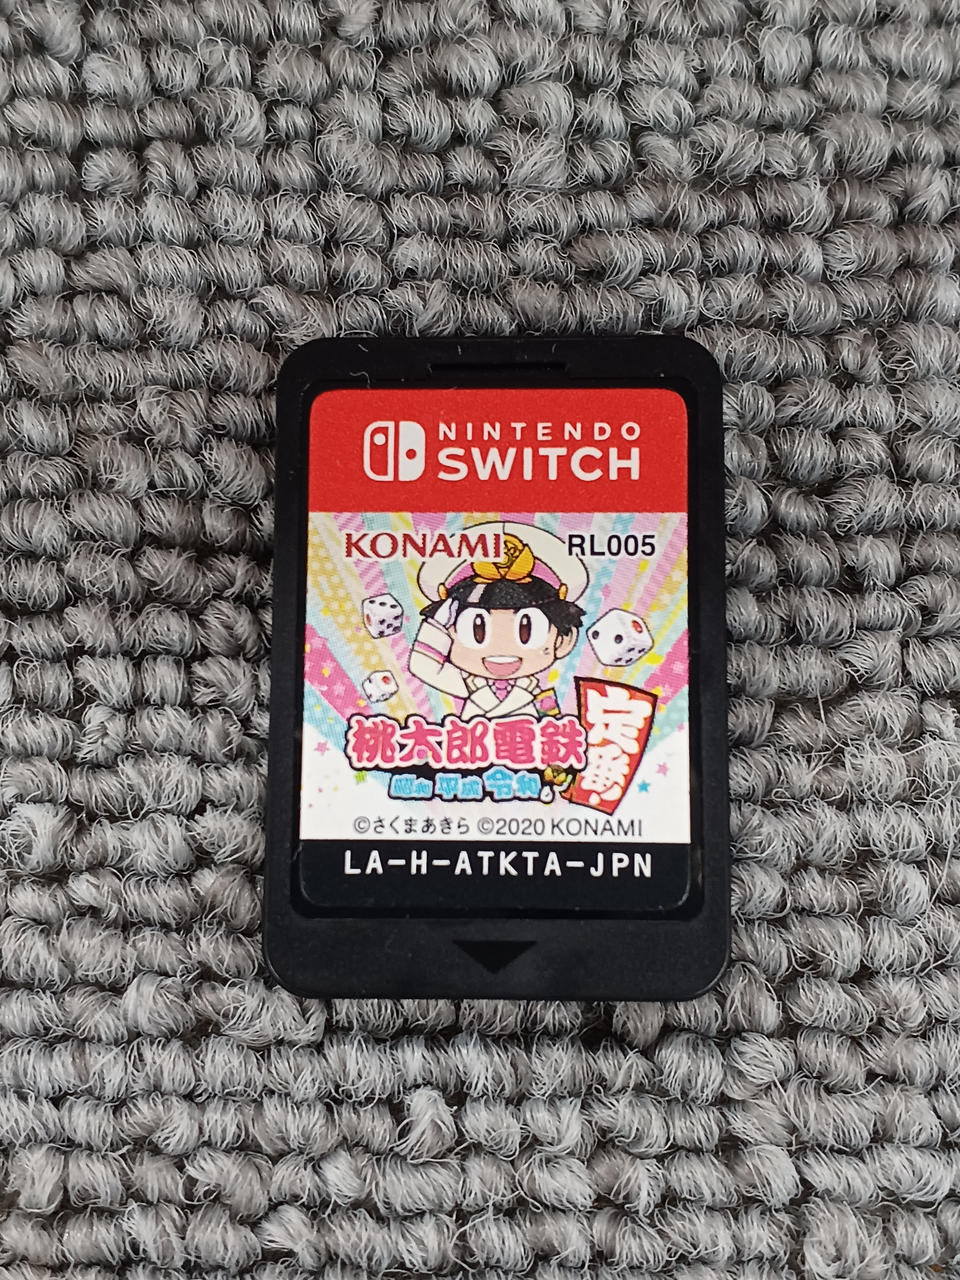 NINTENDO
SWITCH
KONAMI RL005
桃太郎電鉄
昭和 平成 令和も
定番!
©さくまあきら ©2020 KONAMI
LA-H-ATKTA-JPN